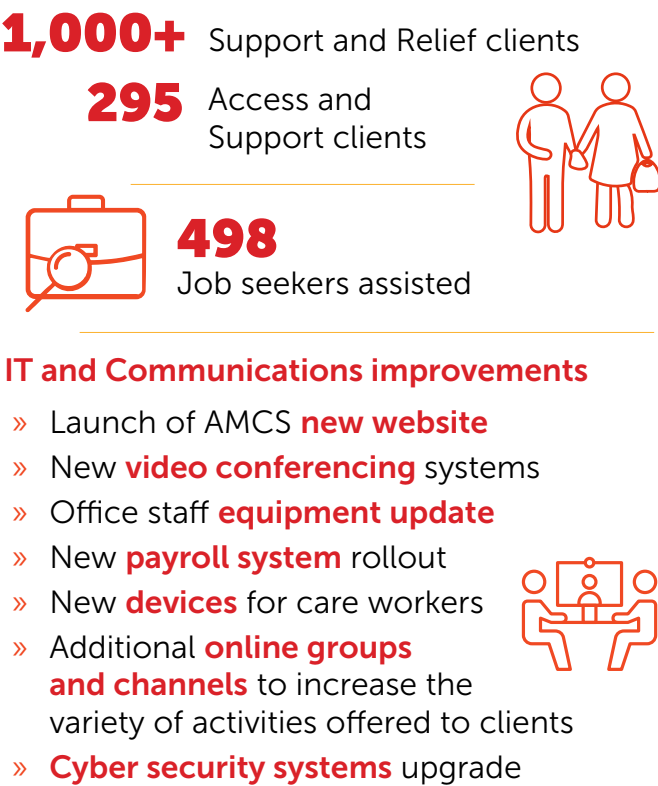 1,000+ Support and Relief clients
295 Access and
Support clients
498
Job seekers assisted
IT and Communications improvements
» Launch of AMCS new website
» New video conferencing systems
» Office staff equipment update
» New payroll system rollout
» New devices for care workers
» Additional online groups
and channels to increase the
variety of activities offered to clients
» Cyber security systems upgrade